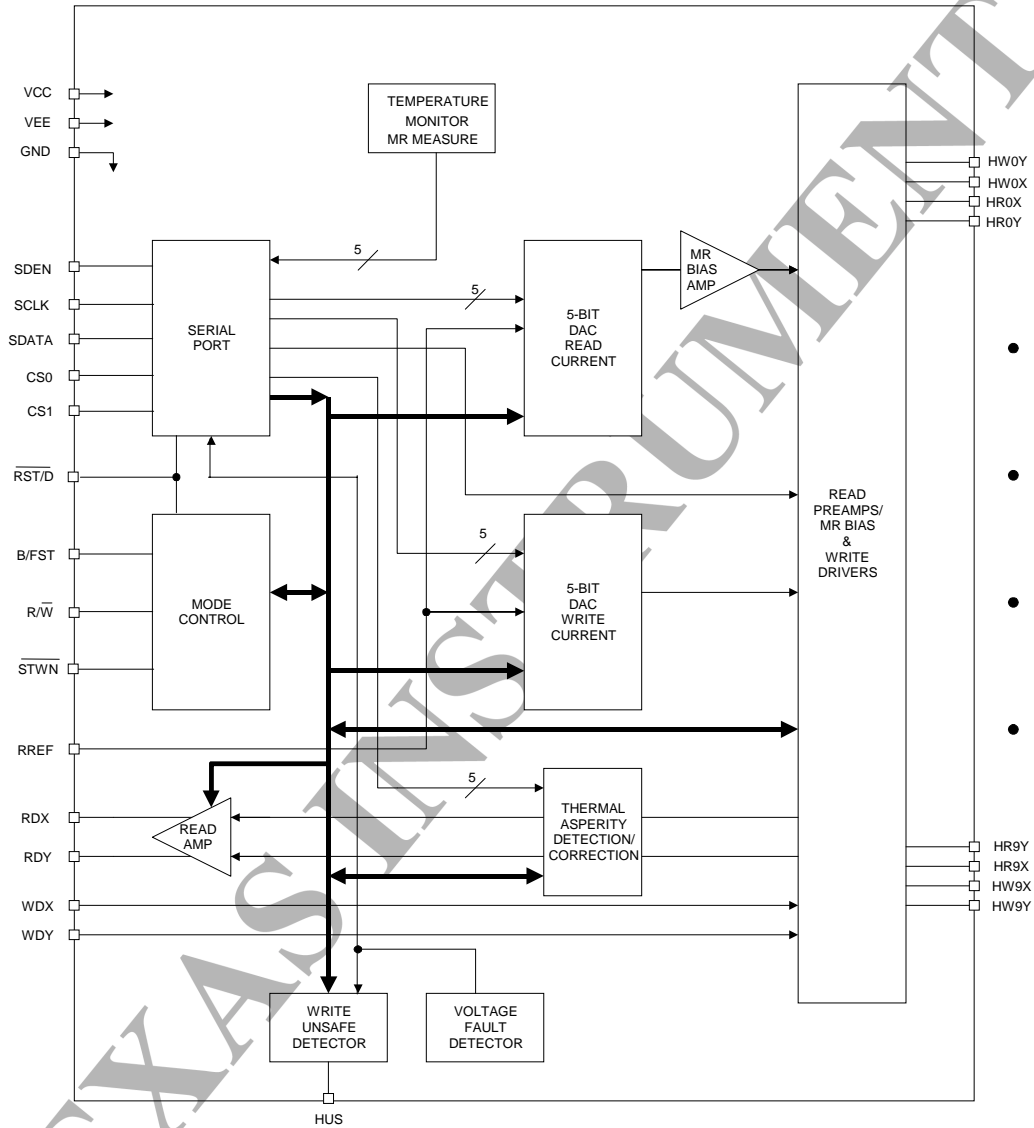 VCC
VEE
GND
TEMPERATURE
MONITOR
MR MEASURE
HW0Y
HW0X
HR0X
HR0Y
SDEN
SCLK
SDATA
CS0
CS1
SERIAL
PORT
5
5
5-BIT
DAC
READ
CURRENT
MR
BIAS
AMP
RST/D
B/FST
R/W
STWN
MODE
CONTROL
5
5-BIT
DAC
WRITE
CURRENT
READ
PREAMPS/
MR BIAS
&
WRITE
DRIVERS
RREF
RDX
RDY
WDX
WDY
READ
AMP
5
THERMAL
ASPERITY
DETECTION/
CORRECTION
HR9Y
HR9X
HW9X
HW9Y
WRITE
UNSAFE
DETECTOR
VOLTAGE
FAULT
DETECTOR
HUS
EXAS INSTRUMENT